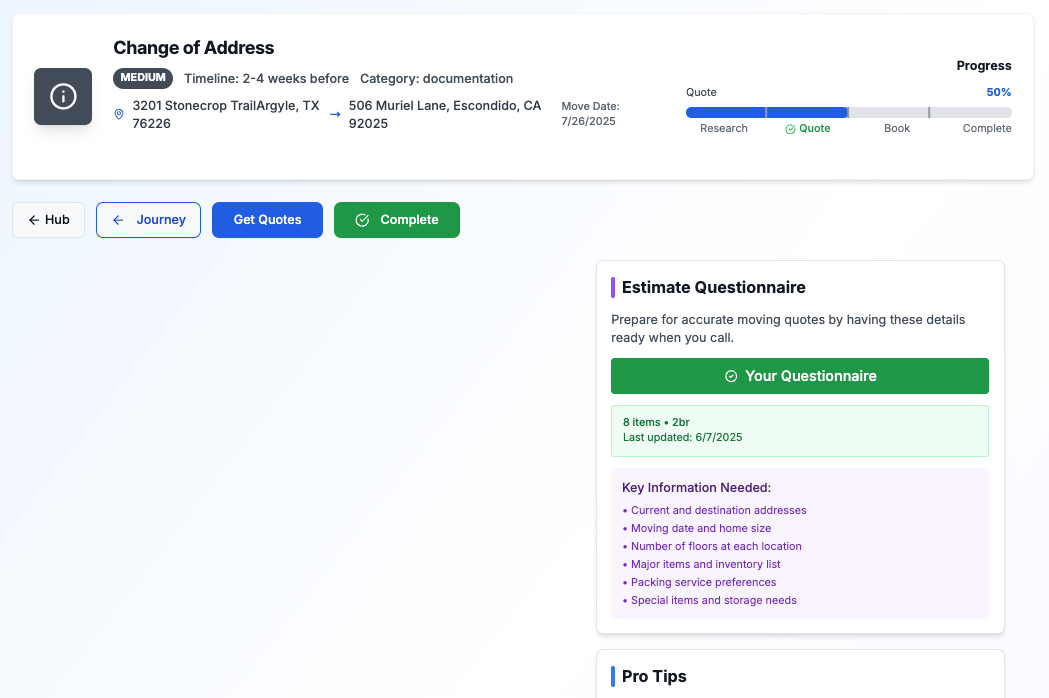 Change of Address
MEDIUM Timeline: 2-4 weeks before Category: documentation
3201 Stonecrop TrailArgyle, TX
76226
→
506 Muriel Lane, Escondido, CA
92025
Move Date:
7/26/2025
Progress
Quote 50%
Research Quote Book Complete
← Hub
← Journey
Get Quotes
Complete
Estimate Questionnaire
Prepare for accurate moving quotes by having these details
ready when you call.
Your Questionnaire
8 items • 2br
Last updated: 6/7/2025
Key Information Needed:
• Current and destination addresses
• Moving date and home size
• Number of floors at each location
• Major items and inventory list
• Packing service preferences
• Special items and storage needs
Pro Tips